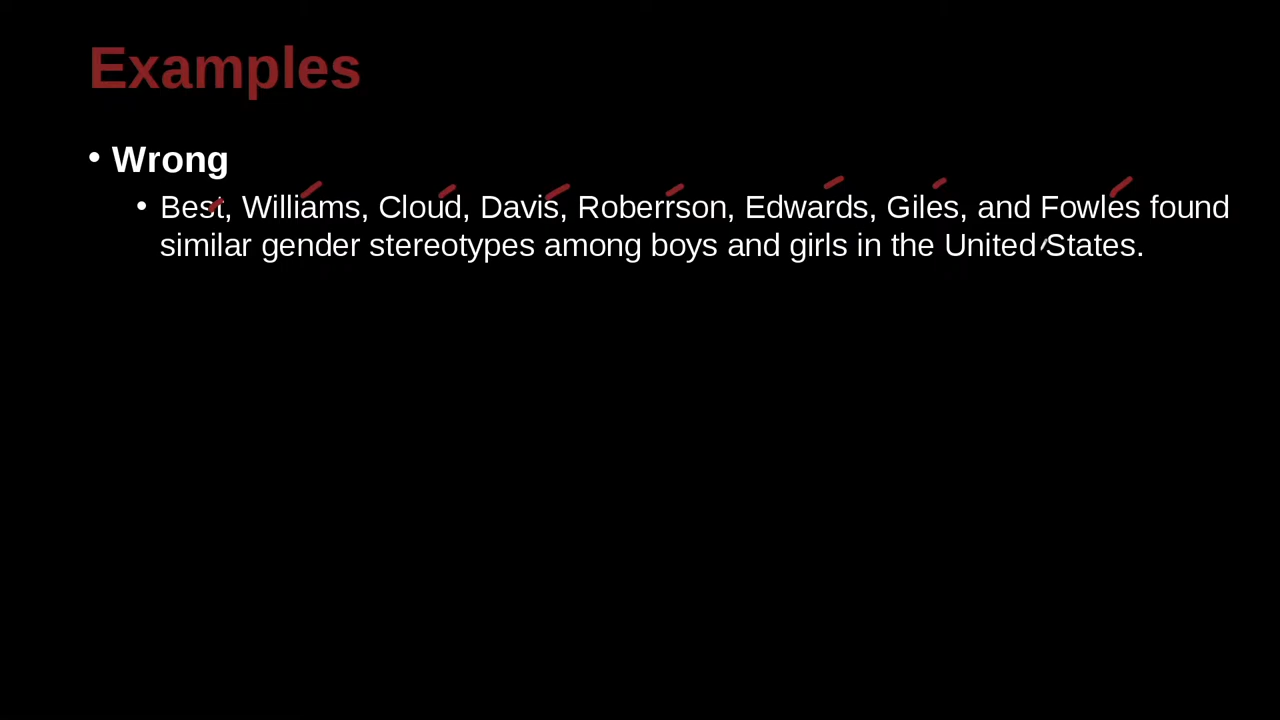 Examples
• Wrong
• Best, Williams, Cloud, Davis, Roberrson, Edwards, Giles, and Fowles found
similar gender stereotypes among boys and girls in the United States.